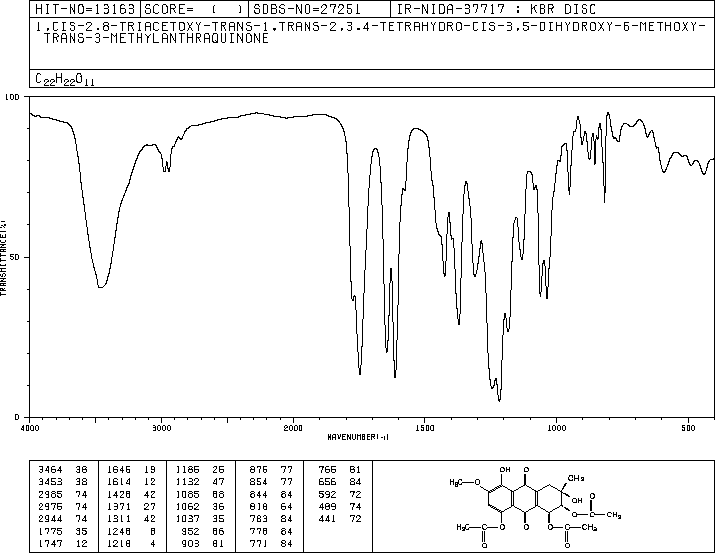 HIT-NO=13163 SCORE= ( ) SDBS-NO=27251 IR-NIDA-37717 : KBR DISC
1,CIS-2,8-TRIACETOXY-TRANS-1,TRANS-2,3,4-TETRAHYDRO-CIS-3,5-DIHYDROXY-6-METHOXY-
TRANS-3-METHYLANTHRAQUINONE
C22H22O11
100
50
0
TRANSMITTANCE(%)
4000 3000 2000 1500 1000 500
WAVENUMBER(-1)
3464 38 1645 19 1185 25 875 77 765 81
3453 38 1614 12 1132 47 854 77 656 84
2985 74 1428 42 1085 68 844 84 592 72
2975 74 1371 27 1062 36 818 64 489 74
2944 74 1311 42 1037 35 783 84 441 72
1775 35 1248 8 952 66 778 84
1747 12 1218 4 903 81 771 84
OH O CH3
H3C O OH O
O CH3
H3C O O O O CH3
O O